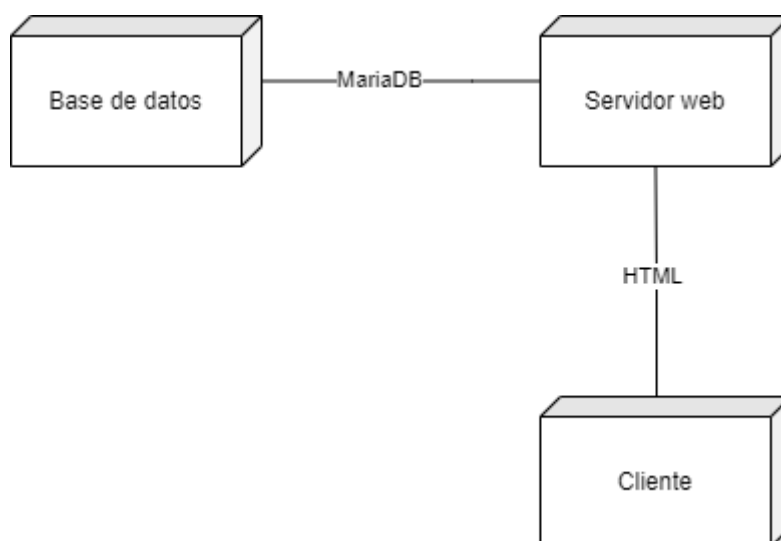 Base de datos
MariaDB
Servidor web
HTML
Cliente